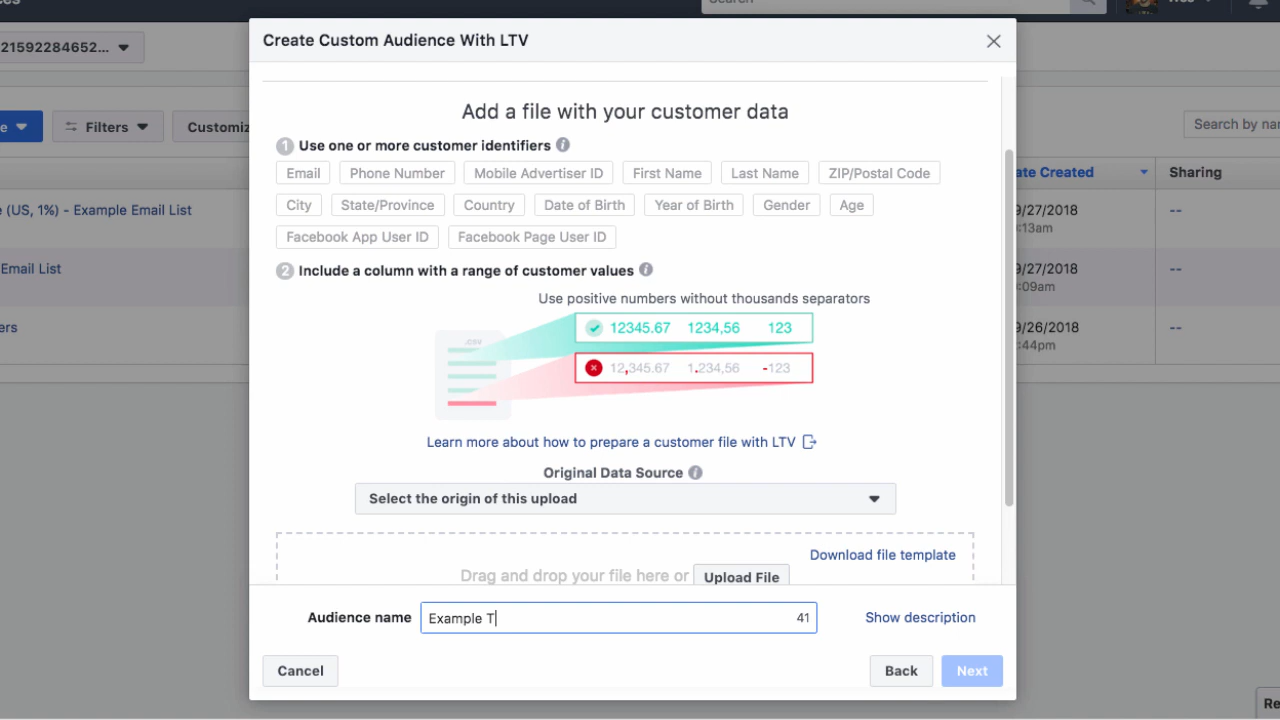 Create Custom Audience With LTV
21592284652...
Filters
Add a file with your customer data
1 Use one or more customer identifiers
Email Phone Number Mobile Advertiser ID First Name Last Name ZIP/Postal Code
City State/Province Country Date of Birth Year of Birth Gender Age
Facebook App User ID Facebook Page User ID
2 Include a column with a range of customer values
Use positive numbers without thousands separators
.csv
12345.67 1234,56 123
12,345.67 1.234,56 -123
Learn more about how to prepare a customer file with LTV
Original Data Source
Select the origin of this upload
Download file template
Drag and drop your file here or Upload File
Audience name Example T 41 Show description
Cancel Back Next
Search by
Created Sharing
(US, 1%) - Example Email List
9/27/2018 --
:13am
Email List
9/27/2018 --
:09am
9/26/2018 --
:44pm